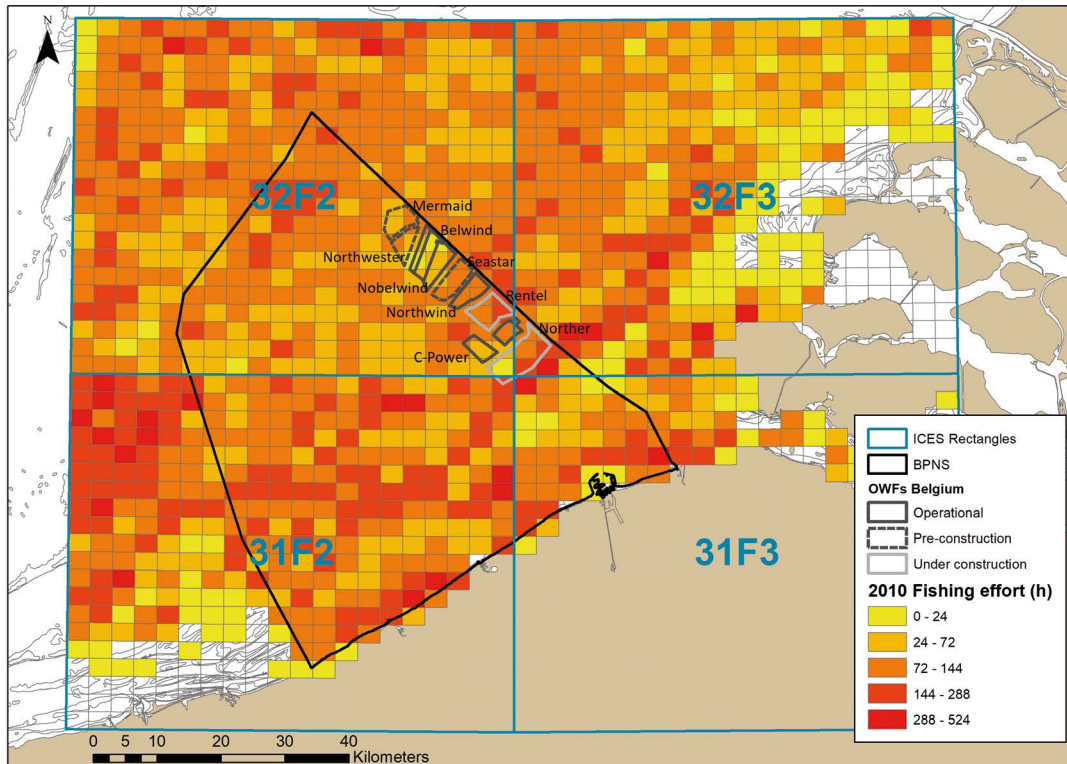 N
32F2
32F3
Mermaid
Belwind
Northwester
Seastar
Nobelwind
Rentel
Northwind
Norther
C-Power
31F2
31F3
ICES Rectangles
BPNS
OWFs Belgium
Operational
Pre-construction
Under construction
2010 Fishing effort (h)
0 - 24
24 - 72
72 - 144
144 - 288
288 - 524
0 5 10 20 30 40
Kilometers